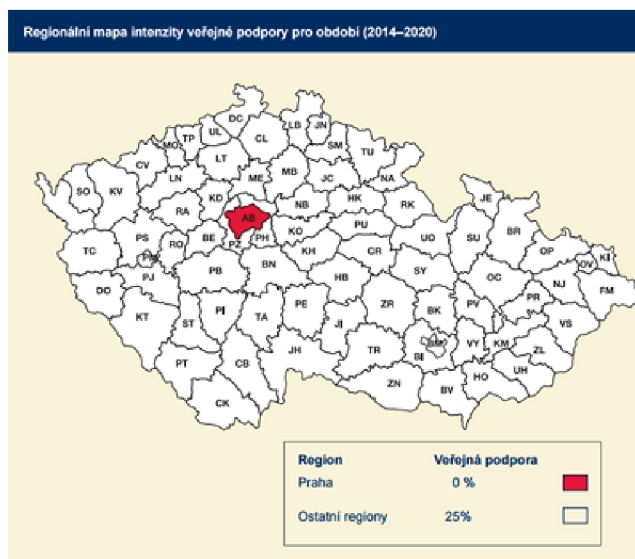 Regionální mapa intenzity veřejné podpory pro období (2014–2020)
DC
LB JN
UL
TP
MO
CL
SM
TU
CV
LT
LN
ME
MB
JC
NA
SO
KV
KD
NB
HK
RK
JE
RA
AB
PU
BR
TC
PS
RO
BE
PZ
PH
KO
UO
SU
OP
KI
OV
PJ
KH
CR
DO
PB
BN
HB
SY
OC
NJ
FM
KT
ST
PI
TA
PE
JI
ZR
BK
PV
PR
VS
PT
CB
JH
TR
BI
VY
KM
ZL
CK
ZN
BV
HO
UH
Region Veřejná podpora
Praha 0 %
Ostatní regiony 25%